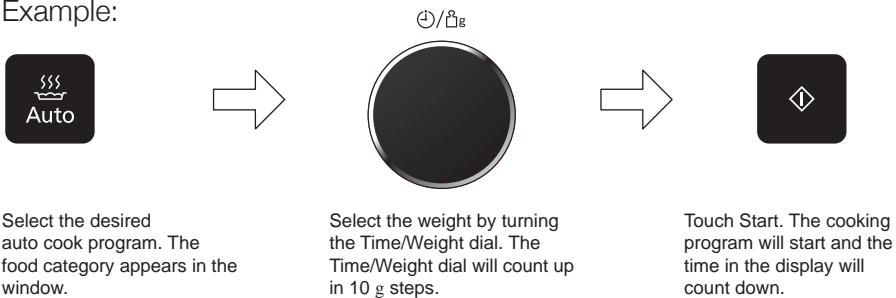 Example:
/g
Auto
Select the desired
auto cook program. The
food category appears in the
window.
Select the weight by turning
the Time/Weight dial. The
Time/Weight dial will count up
in 10 g steps.
Touch Start. The cooking
program will start and the
time in the display will
count down.